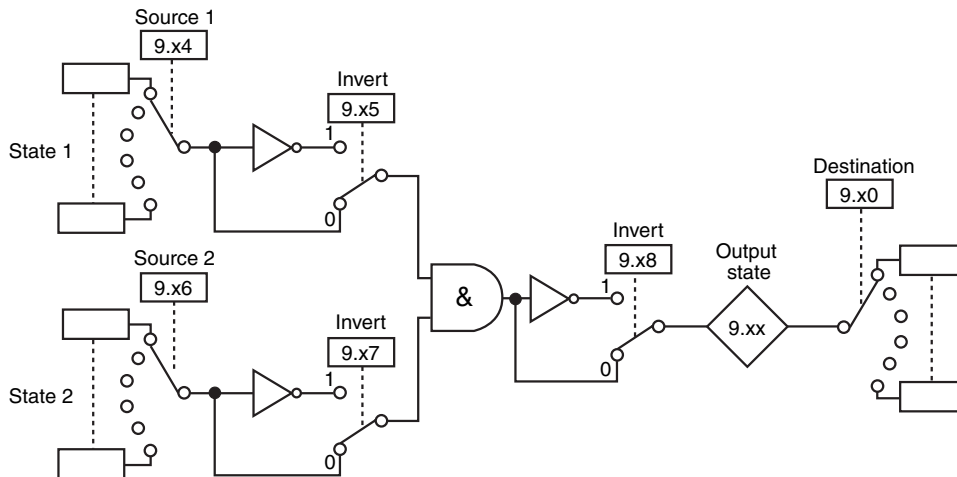 Source 1
9.x4
Invert
9.x5
1
State 1
0
Destination
9.x0
Source 2
9.x6
Invert
9.x8
Output
state
Invert
9.x7
&
1
9.xx
0
1
State 2
0